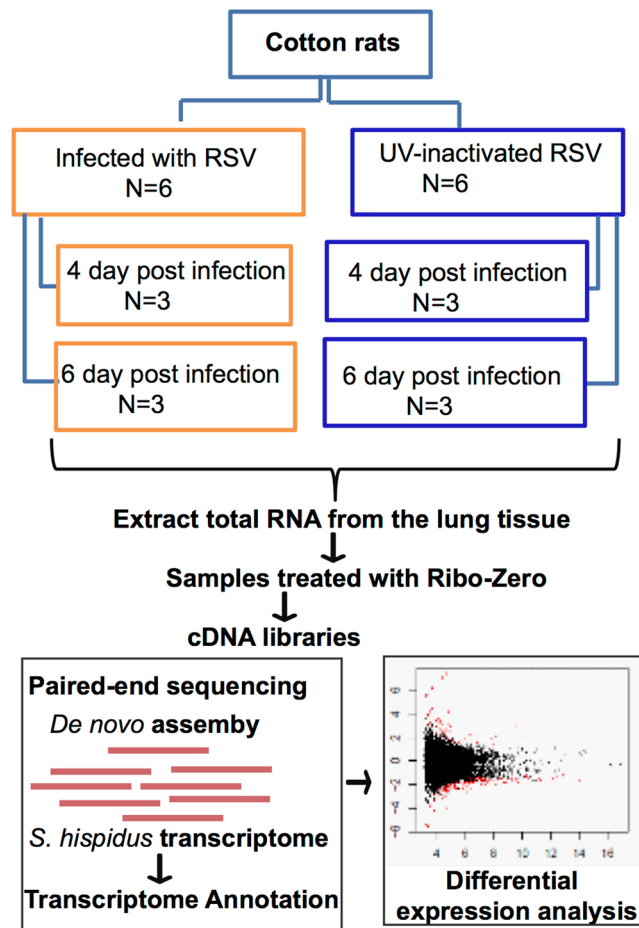 Cotton rats
Infected with RSV
N=6
UV-inactivated RSV
N=6
4 day post infection
N=3
4 day post infection
N=3
6 day post infection
N=3
6 day post infection
N=3
Extract total RNA from the lung tissue
Samples treated with Ribo-Zero
cDNA libraries
Paired-end sequencing
De novo assemby
S. hispidus transcriptome
Transcriptome Annotation
6
4
2
0
-2
-4
-6
4 6 8 10 12 14 16
Differential
expression analysis